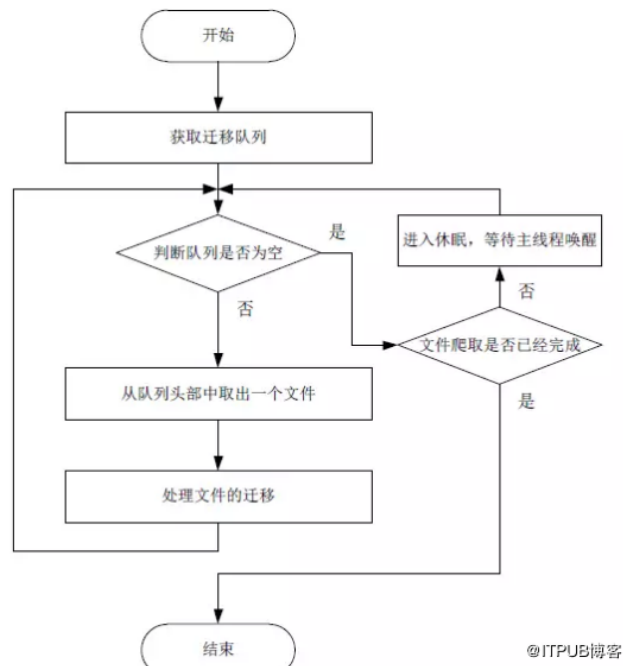 开始
获取迁移队列
判断队列是否为空
是
进入休眠，等待主线程唤醒
否
否
文件爬取是否已经完成
从队列头部中取出一个文件
是
处理文件的迁移
结束
@ITPUB博客